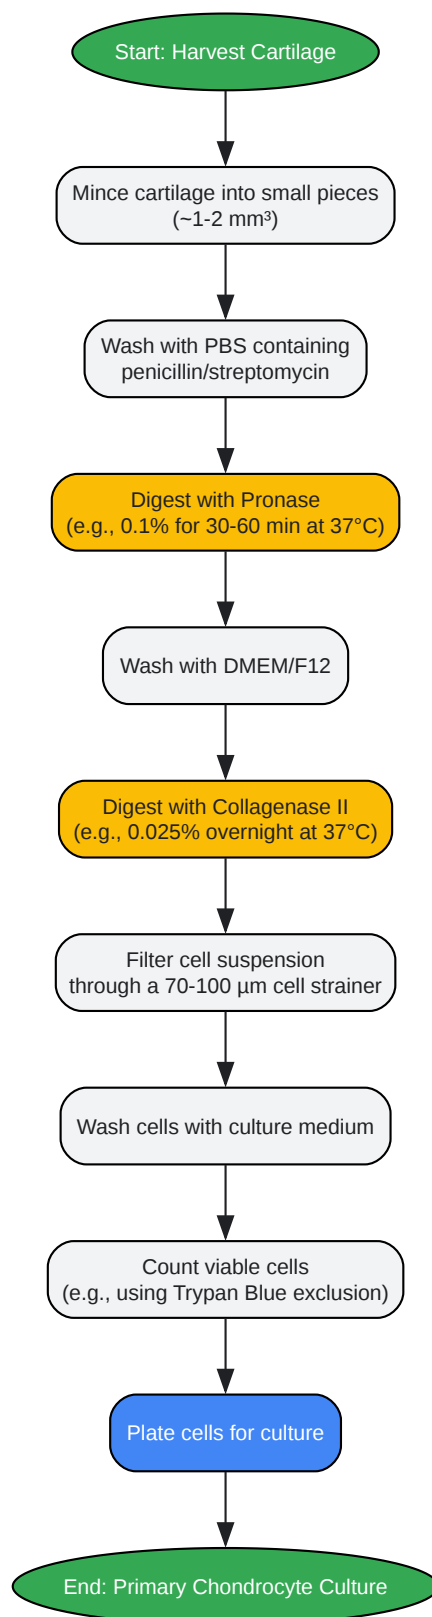 Start: Harvest Cartilage
Mince cartilage into small pieces
(~1-2 mm³)
Wash with PBS containing
penicillin/streptomycin
Digest with Pronase
(e.g., 0.1% for 30-60 min at 37°C)
Wash with DMEM/F12
Digest with Collagenase II
(e.g., 0.025% overnight at 37°C)
Filter cell suspension
through a 70-100 µm cell strainer
Wash cells with culture medium
Count viable cells
(e.g., using Trypan Blue exclusion)
Plate cells for culture
End: Primary Chondrocyte Culture